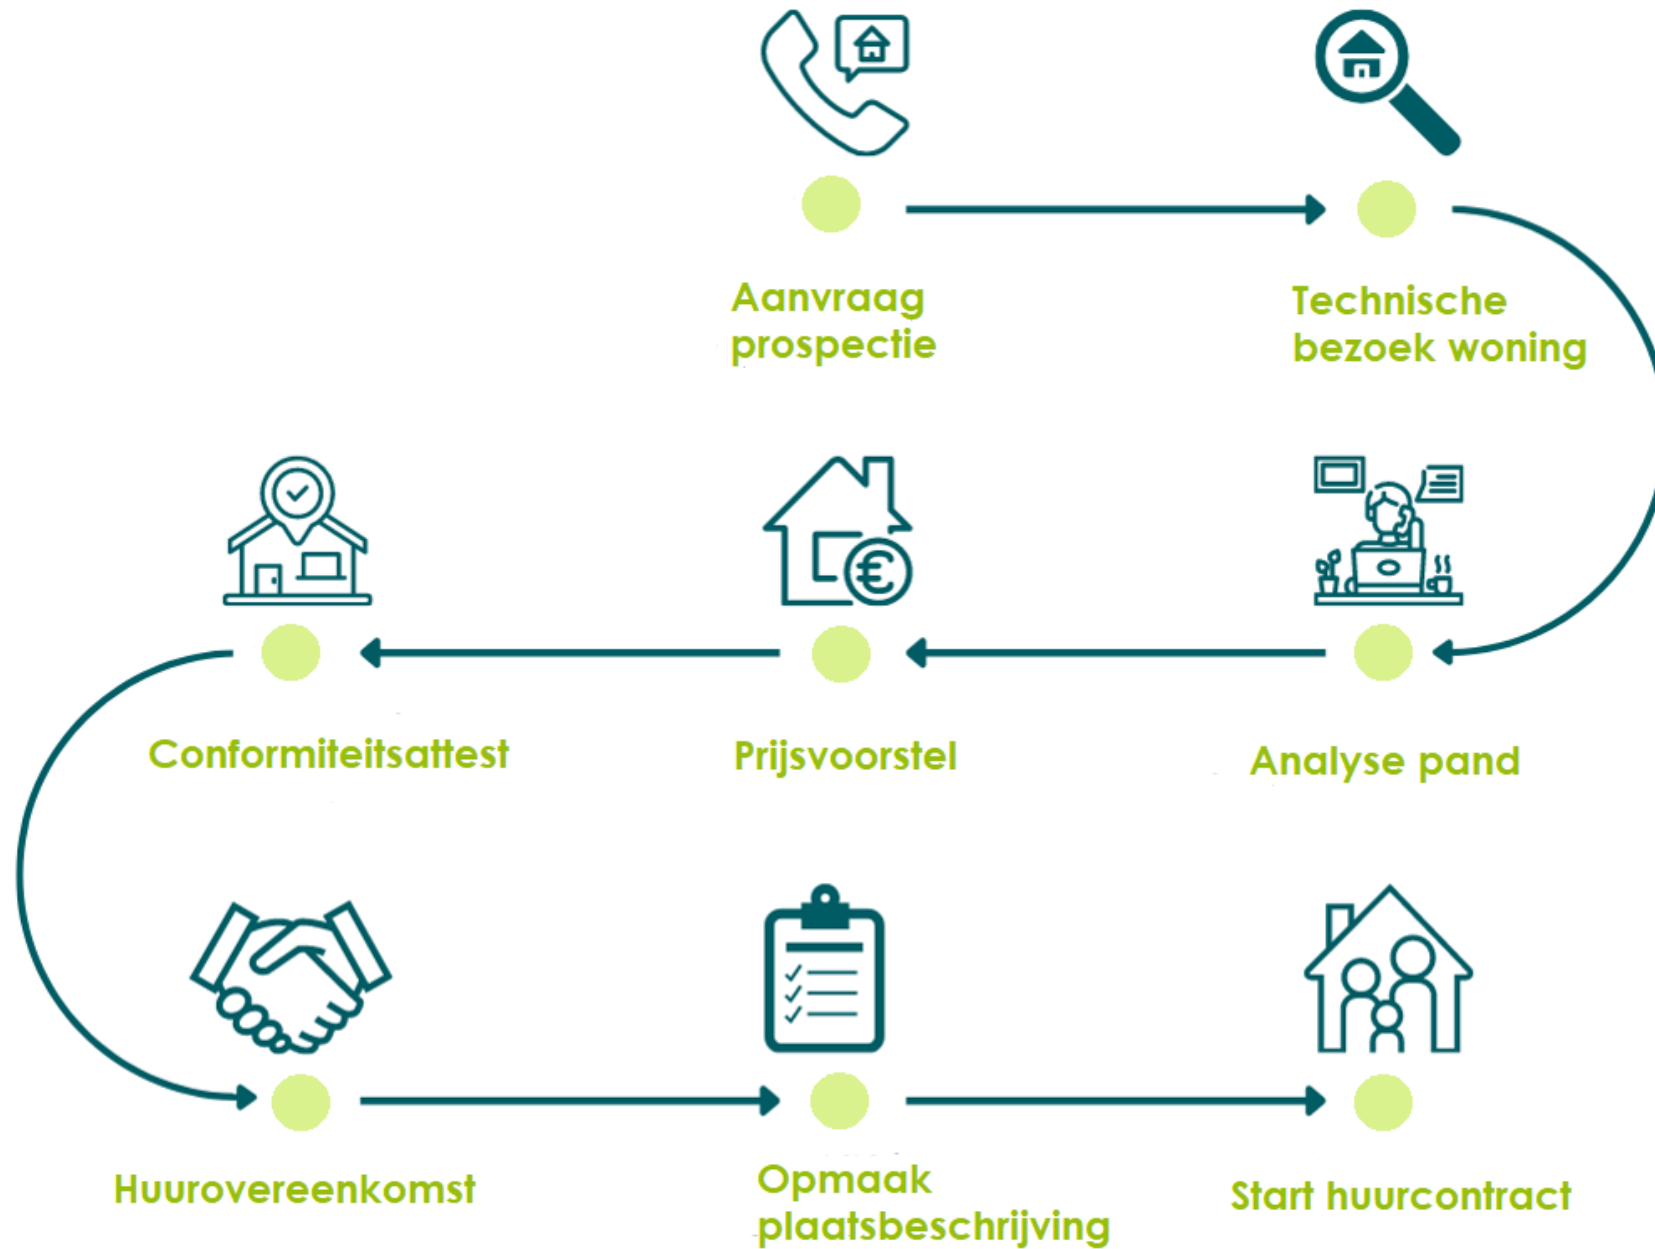 Aanvraag
prospectie
Technische
bezoek woning
Analyse pand
Prijsvoorstel
Conformiteitsattest
Huurovereenkomst
Opmaak
plaatsbeschrijving
Start huurcontract